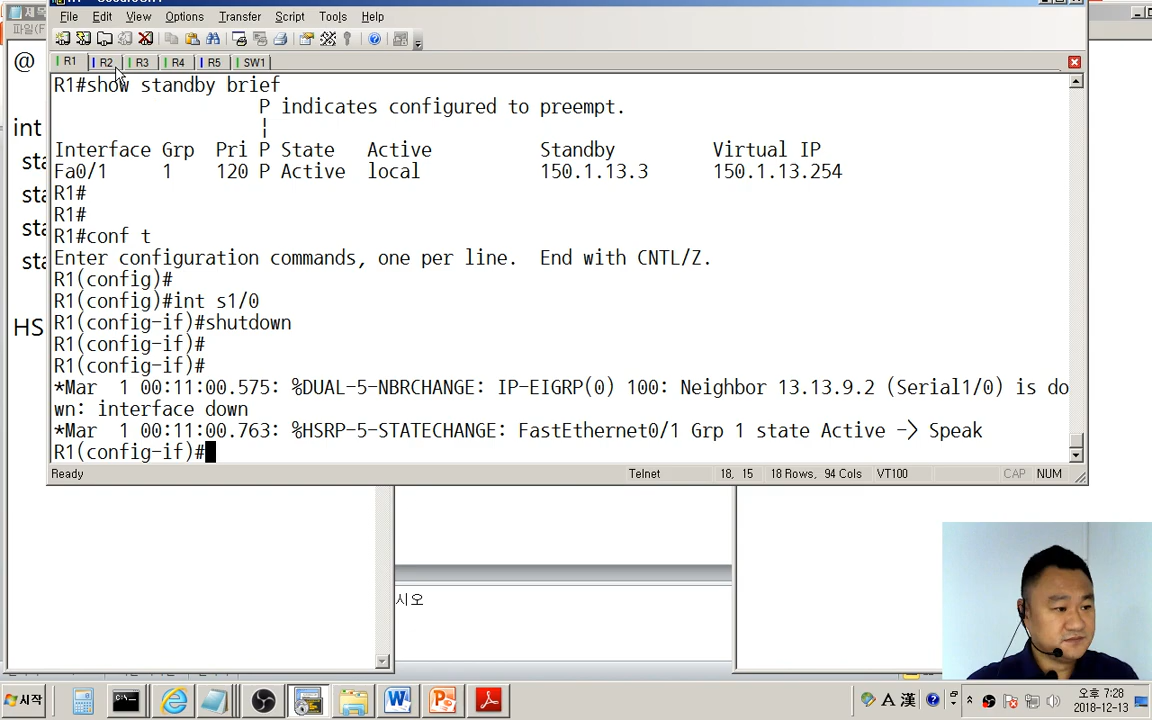 File Edit View Options Transfer Script Tools Help
R1 R2 R3 R4 R5 SW1
@
R1#show standby brief
P indicates configured to preempt.
|
Interface Grp Pri P State Active Standby Virtual IP
Fa0/1 1 120 P Active local 150.1.13.3 150.1.13.254
R1#
R1#
R1#conf t
Enter configuration commands, one per line. End with CNTL/Z.
R1(config)#
R1(config)#int s1/0
R1(config-if)#shutdown
R1(config-if)#
R1(config-if)#
*Mar 1 00:11:00.575: %DUAL-5-NBRCHANGE: IP-EIGRP(0) 100: Neighbor 13.13.9.2 (Serial1/0) is do
wn: interface down
*Mar 1 00:11:00.763: %HSRP-5-STATECHANGE: FastEthernet0/1 Grp 1 state Active -> Speak
R1(config-if)#
Ready Telnet 18, 15 18 Rows, 94 Cols VT100 CAP NUM
int
sta
sta
sta
sta
HS
시오
시작
A 漢
오후 7:28
2018-12-13